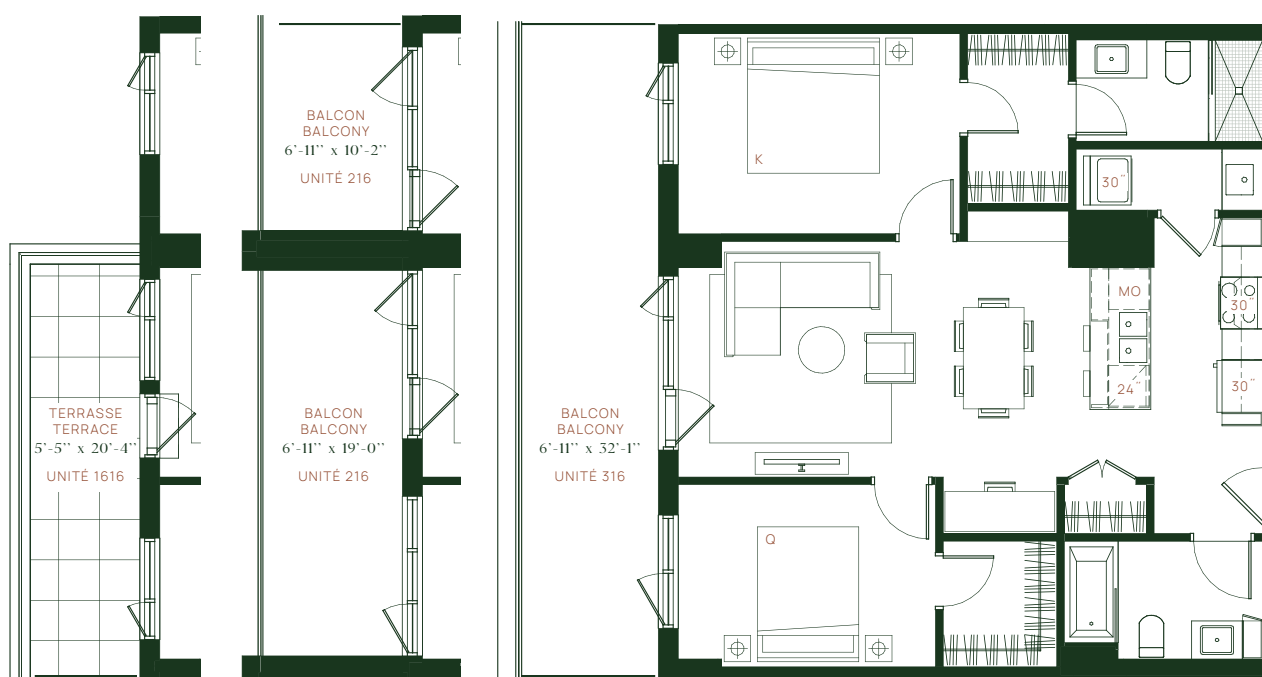 BALCON
BALCONY
6'-11'' x 10'-2''
UNITÉ 216
K
30"
MO
30"
30"
24"
TERRASSE
TERRACE
5'-5'' x 20'-4''
UNITÉ 1616
BALCON
BALCONY
6'-11'' x 19'-0''
UNITÉ 216
BALCON
BALCONY
6'-11'' x 32'-1''
UNITÉ 316
Q